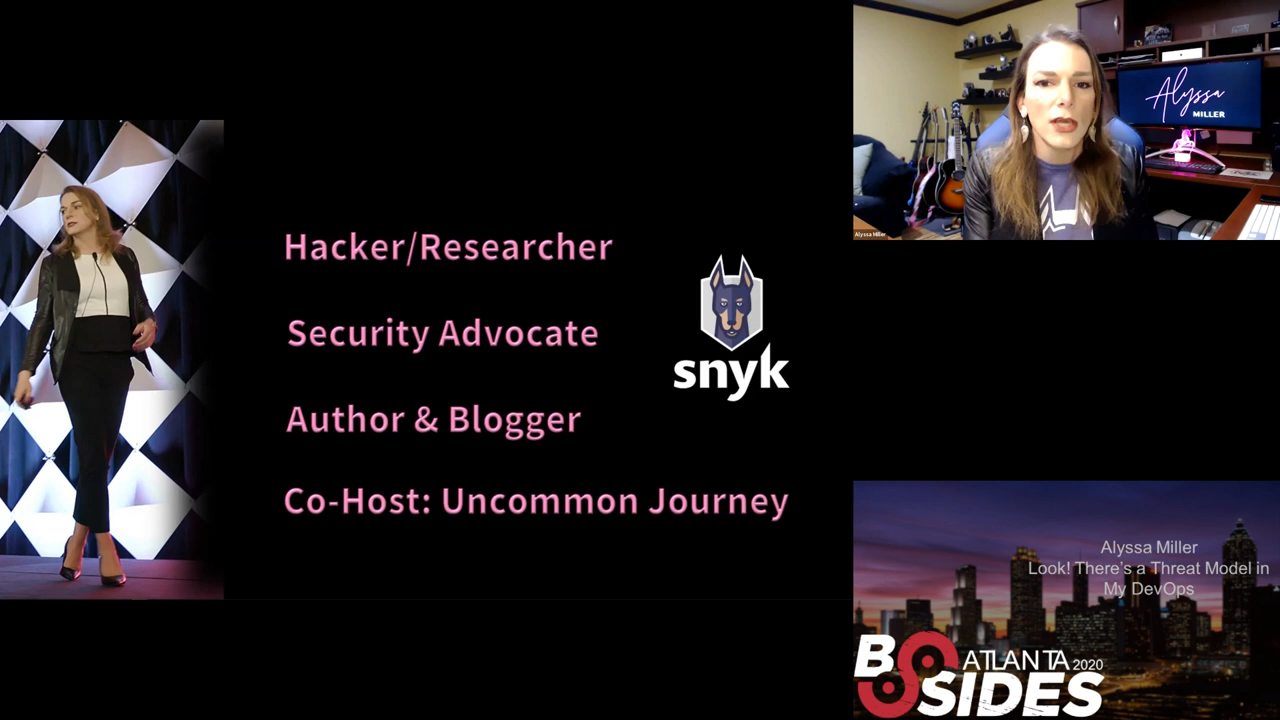 Hacker/Researcher
Security Advocate
Author & Blogger
Co-Host: Uncommon Journey
snyk
Alyssa
MILLER
Alyssa Miller
Alyssa Miller
Look! There's a Threat Model in
My DevOps
BSIDES
ATLANTA 2020